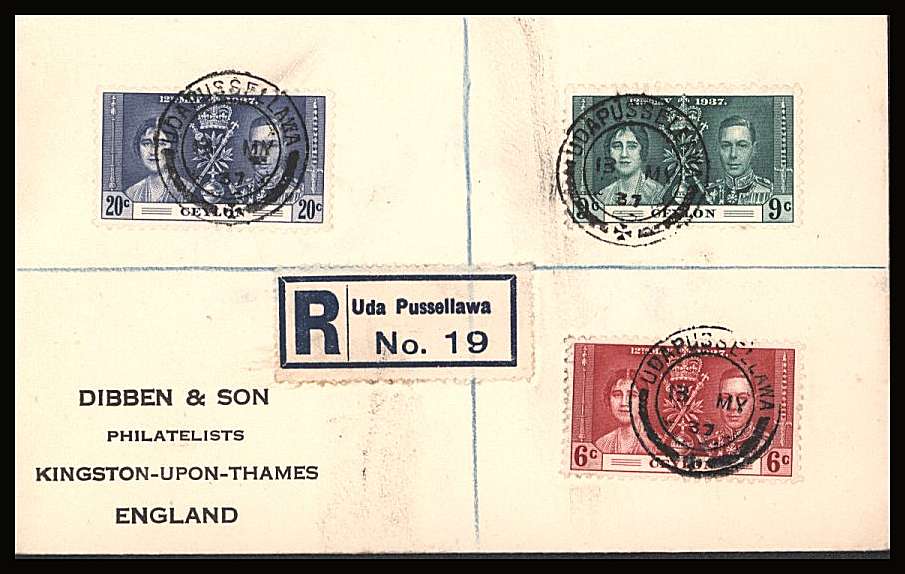 12TH MAY 1937.
20c CEYLON 20c
UDAPUSSELLAWA
13 MY
37
12TH MAY 1937.
9c CEYLON 9c
UDAPUSSELLAWA
13 MY
37
R Uda Pussellawa
No. 19
12TH MAY 1937.
6c CEYLON 6c
UDAPUSSELLAWA
13 MY
37
DIBBEN & SON
PHILATELISTS
KINGSTON-UPON-THAMES
ENGLAND